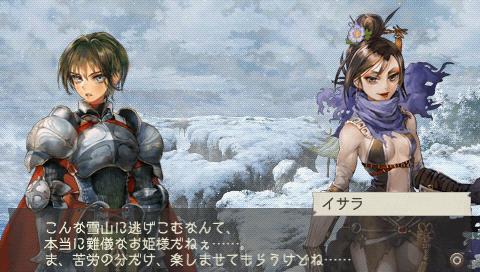 イサラ
こんな雪山に逃げこむなんて、
本当に難儀なお姫様だねぇ……。
ま、苦労の分だけ、楽しませてもらうけどね……